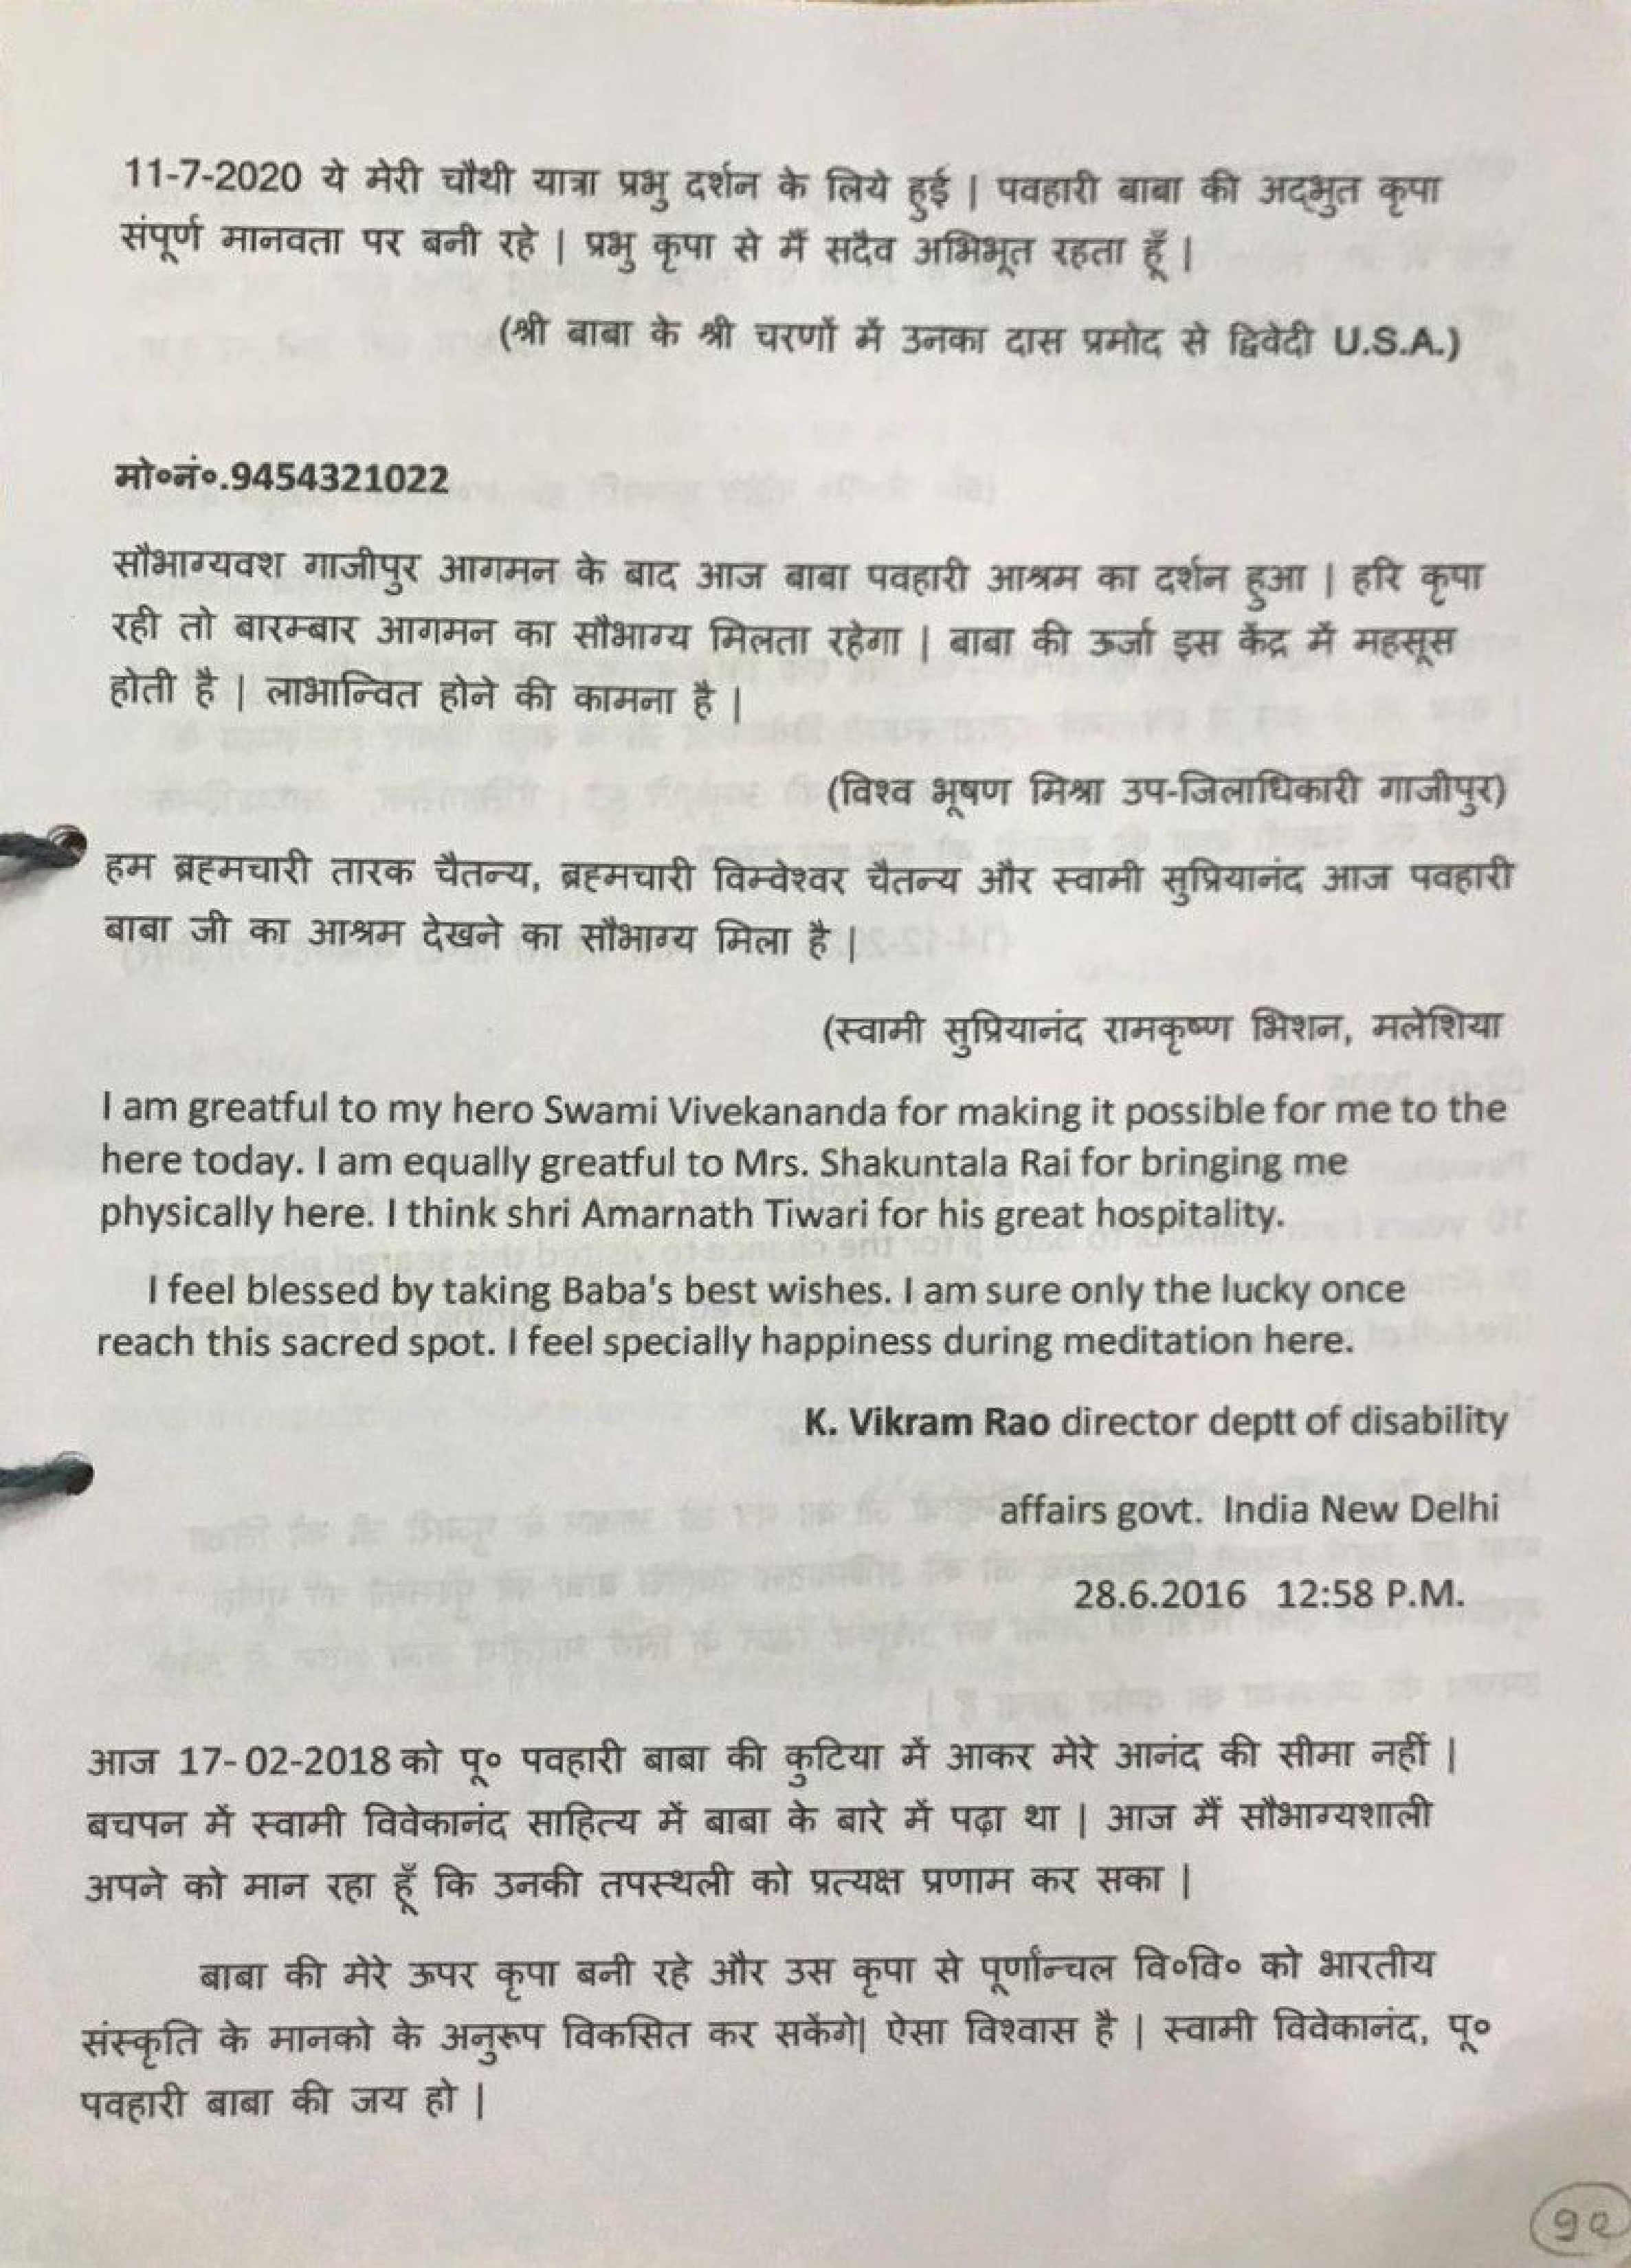 11-7-2020 ये मेरी चौथी यात्रा प्रभु दर्शन के लिये हुई | पवहारी बाबा की अद्भुत कृपा
संपूर्ण मानवता पर बनी रहे | प्रभु कृपा से मैं सदैव अभिभूत रहता हूँ |
(श्री बाबा के श्री चरणों में उनका दास प्रमोद से द्विवेदी U.S.A.)
मो०नं०.9454321022
सौभाग्यवश गाजीपुर आगमन के बाद आज बाबा पवहारी आश्रम का दर्शन हुआ | हरि कृपा
रही तो बारम्बार आगमन का सौभाग्य मिलता रहेगा | बाबा की ऊर्जा इस केंद्र में महसूस
होती है | लाभान्वित होने की कामना है |
(विश्व भूषण मिश्रा उप-जिलाधिकारी गाजीपुर)
हम ब्रह्मचारी तारक चैतन्य, ब्रह्मचारी विम्वेश्वर चैतन्य और स्वामी सुप्रियानंद आज पवहारी
बाबा जी का आश्रम देखने का सौभाग्य मिला है |
(स्वामी सुप्रियानंद रामकृष्ण भिशन, मलेशिया
I am greatful to my hero Swami Vivekananda for making it possible for me to the
here today. I am equally greatful to Mrs. Shakuntala Rai for bringing me
physically here. I think shri Amarnath Tiwari for his great hospitality.
I feel blessed by taking Baba's best wishes. I am sure only the lucky once
reach this sacred spot. I feel specially happiness during meditation here.
K. Vikram Rao director deptt of disability
affairs govt. India New Delhi
28.6.2016 12:58 P.M.
आज 17-02-2018 को पू० पवहारी बाबा की कुटिया में आकर मेरे आनंद की सीमा नहीं |
बचपन में स्वामी विवेकानंद साहित्य में बाबा के बारे में पढ़ा था | आज मैं सौभाग्यशाली
अपने को मान रहा हूँ कि उनकी तपस्थली को प्रत्यक्ष प्रणाम कर सका |
बाबा की मेरे ऊपर कृपा बनी रहे और उस कृपा से पूर्णान्चल वि०वि० को भारतीय
संस्कृति के मानको के अनुरूप विकसित कर सकेंगे| ऐसा विश्वास है | स्वामी विवेकानंद, पू०
पवहारी बाबा की जय हो |